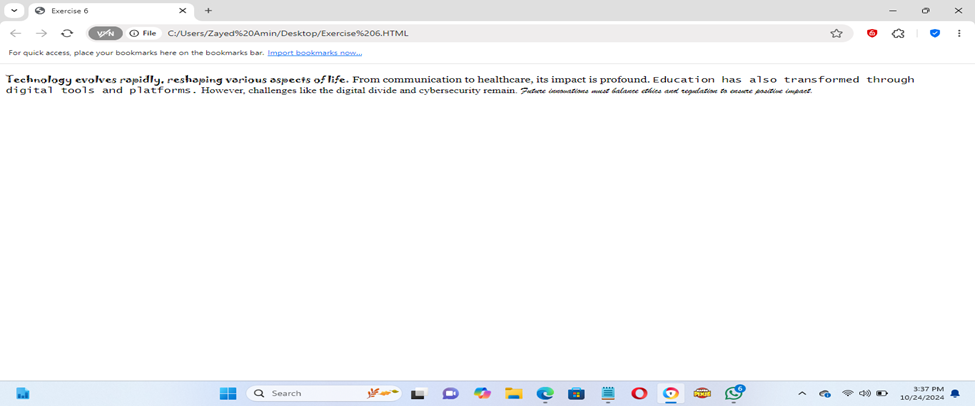 Exercise 6
VPN
File
C:/Users/Zayed%20Amin/Desktop/Exercise%206.HTML
6
For quick access, place your bookmarks here on the bookmarks bar. Import bookmarks now...
Technology evolves rapidly, reshaping various aspects of life. From communication to healthcare, its impact is profound. Education has also transformed through
digital tools and platforms. However, challenges like the digital divide and cybersecurity remain. Future innovations must balance ethics and regulation to ensure positive impact.
Search
6
3:37 PM
10/24/2024